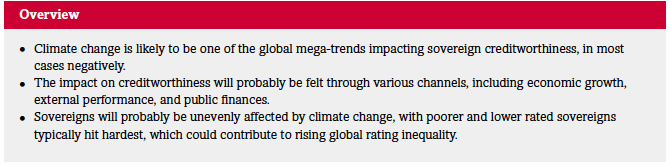 Overview
• Climate change is likely to be one of the global mega-trends impacting sovereign creditworthiness, in most
cases negatively.
• The impact on creditworthiness will probably be felt through various channels, including economic growth,
external performance, and public finances.
• Sovereigns will probably be unevenly affected by climate change, with poorer and lower rated sovereigns
typically hit hardest, which could contribute to rising global rating inequality.